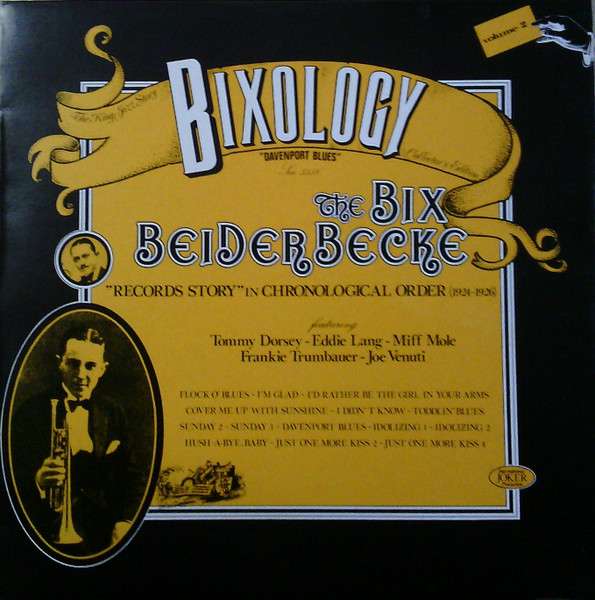 volume 2
The King Jazz Story
BIXOLOGY
Collector's Edition
"DAVENPORT BLUES"
THE BIX
BEIDERBECKE
"RECORDS STORY" IN CHRONOLOGICAL ORDER (1924-1926)
featuring
Tommy Dorsey - Eddie Lang - Miff Mole
Frankie Trumbauer - Joe Venuti
FLOCK O' BLUES - I'M GLAD - I'D RATHER BE THE GIRL IN YOUR ARMS
COVER ME UP WITH SUNSHINE - I DIDN'T KNOW - TODDLIN' BLUES
SUNDAY 2 - SUNDAY 3 - DAVENPORT BLUES - IDOLIZING 1 - IDOLIZING 2
HUSH-A-BYE, BABY - JUST ONE MORE KISS 2 - JUST ONE MORE KISS 4
International
JOKER
Production